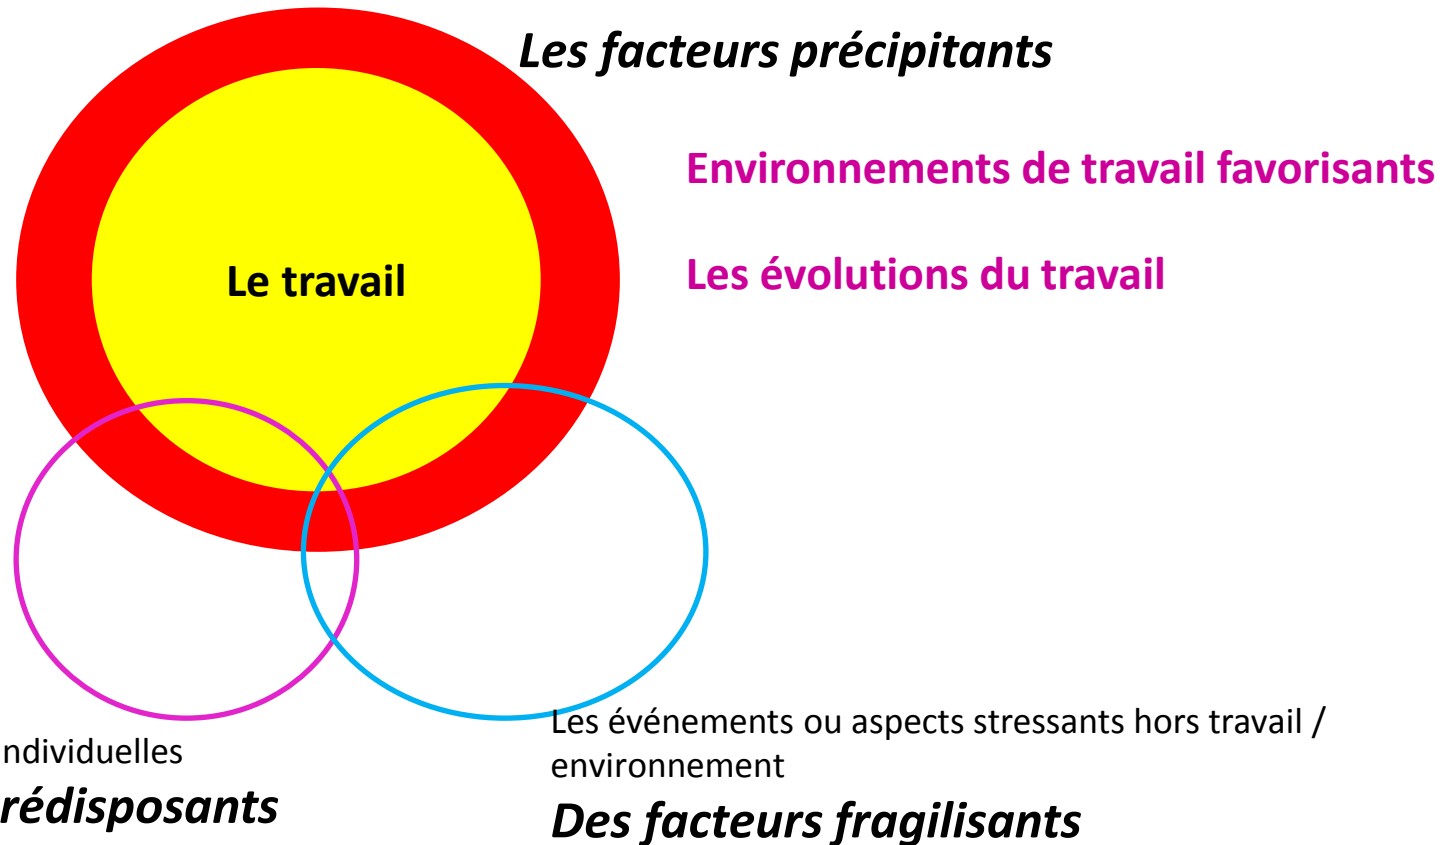 Les facteurs précipitants
Environnements de travail favorisants
Le travail
Les évolutions du travail
Les événements ou aspects stressants hors travail /
environnement
ndividuelles
rédisposants
Des facteurs fragilisants